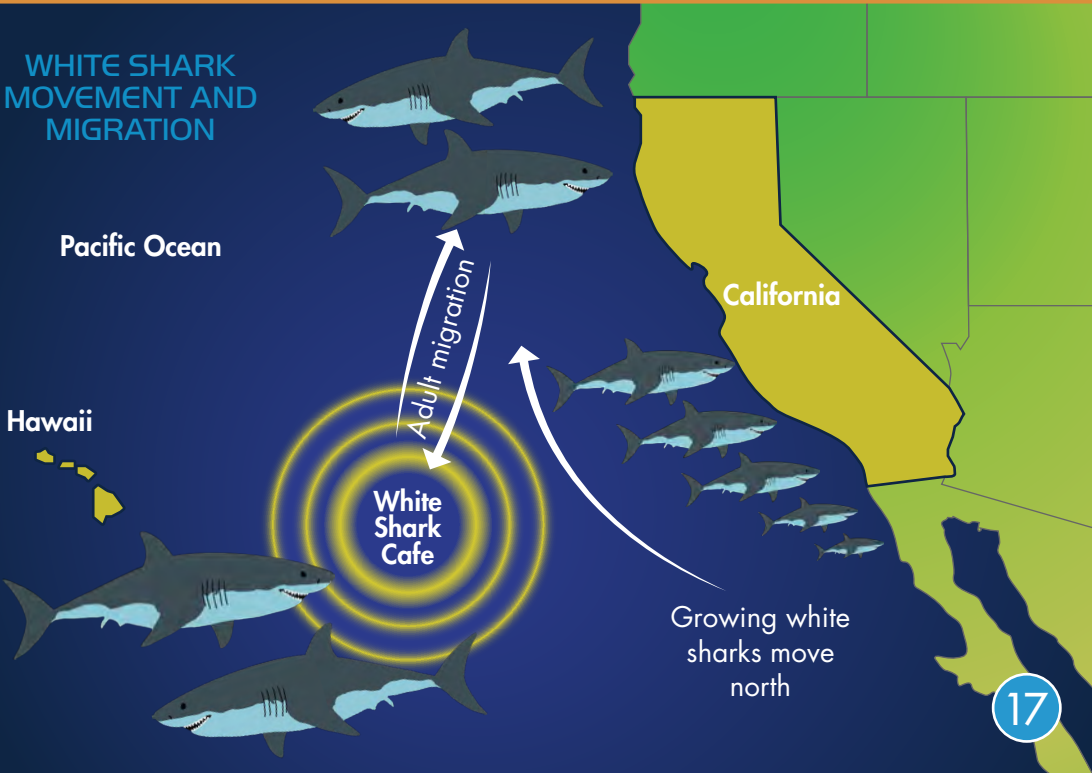 WHITE SHARK
MOVEMENT AND
MIGRATION
Pacific Ocean
California
Adult migration
Hawaii
White
Shark
Cafe
Growing white
sharks move
north
17